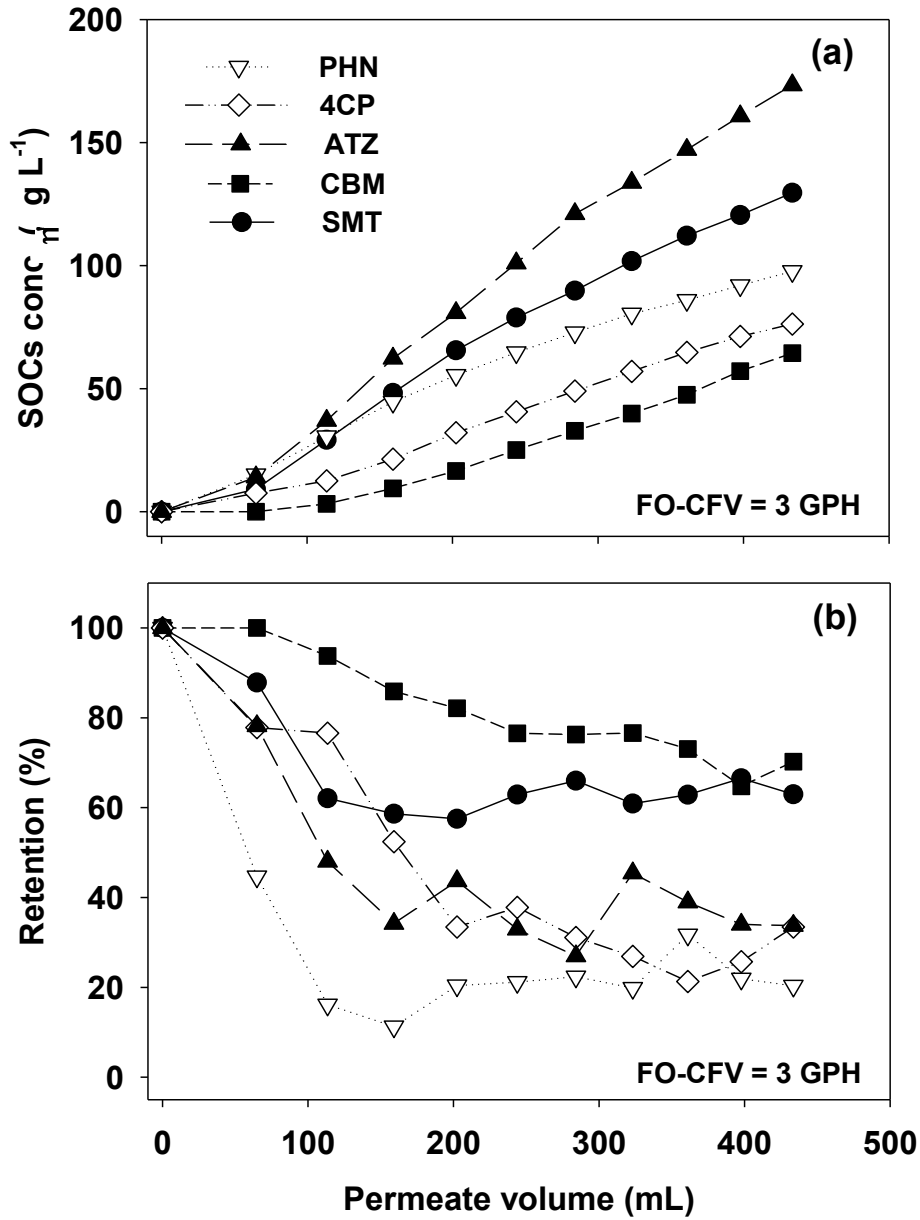 200
150
100
50
0
SOCs conc. ( g L-1)
(a)
PHN
4CP
ATZ
CBM
SMT
FO-CFV = 3 GPH
100
80
60
40
20
0
Retention (%)
(b)
FO-CFV = 3 GPH
0 100 200 300 400 500
Permeate volume (mL)